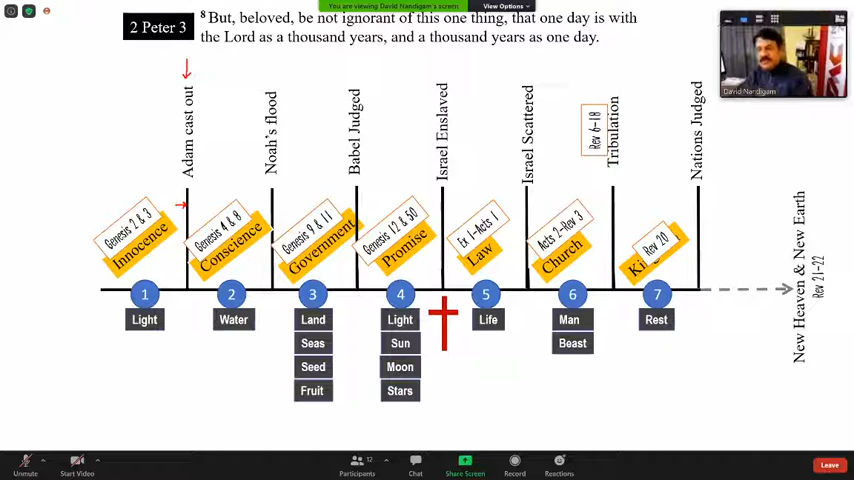 You are viewing David Nandigam's screen
View Options
2 Peter 3
8 But, beloved, be not ignorant of this one thing, that one day is with
the Lord as a thousand years, and a thousand years as one day.
David Nandigam
Adam cast out
Noah's flood
Babel Judged
Israel Enslaved
Israel Scattered
Rev 6-18
Tribulation
Nations Judged
Genesis 2 & 3
Innocence
Genesis 4 & 8
Conscience
Genesis 9 & 11
Government
Genesis 12 & 50
Promise
Ex 1-Acts 1
Law
Acts 2-Rev 3
Church
Rev 20
New Heaven & New Earth
Rev 21-22
1
2
3
4
5
6
7
Light
Water
Land
Seas
Seed
Fruit
Light
Sun
Moon
Stars
Life
Man
Beast
Rest
Unmute
Start Video
12
Participants
Chat
Share Screen
Record
Reactions
Leave